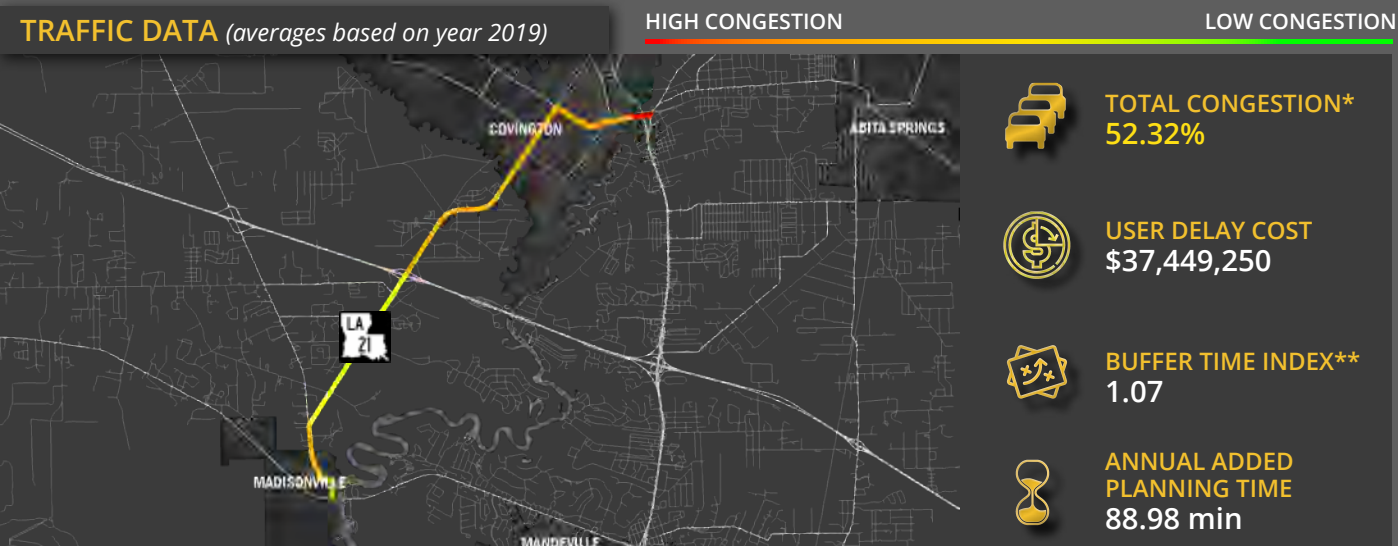 TRAFFIC DATA (averages based on year 2019)
HIGH CONGESTION
LOW CONGESTION
COVINGTON
ABITA SPRINGS
LA
21
MADISONVILLE
MANDEVILLE
TOTAL CONGESTION*
52.32%
USER DELAY COST
$37,449,250
BUFFER TIME INDEX**
1.07
ANNUAL ADDED
PLANNING TIME
88.98 min